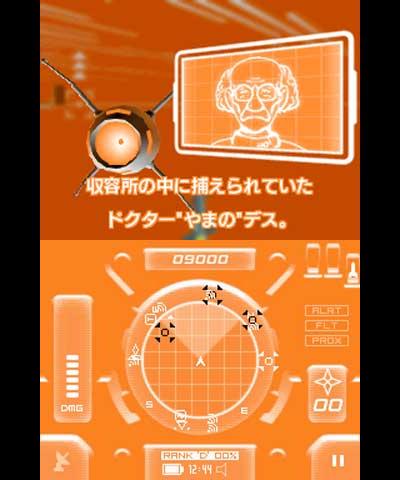 収容所の中に捕えられていた
ドクター"やまの"デス。
09000
W
S
E
ALRT
FLT
PROX
DMG
00
RANK "D" 00%
12:44